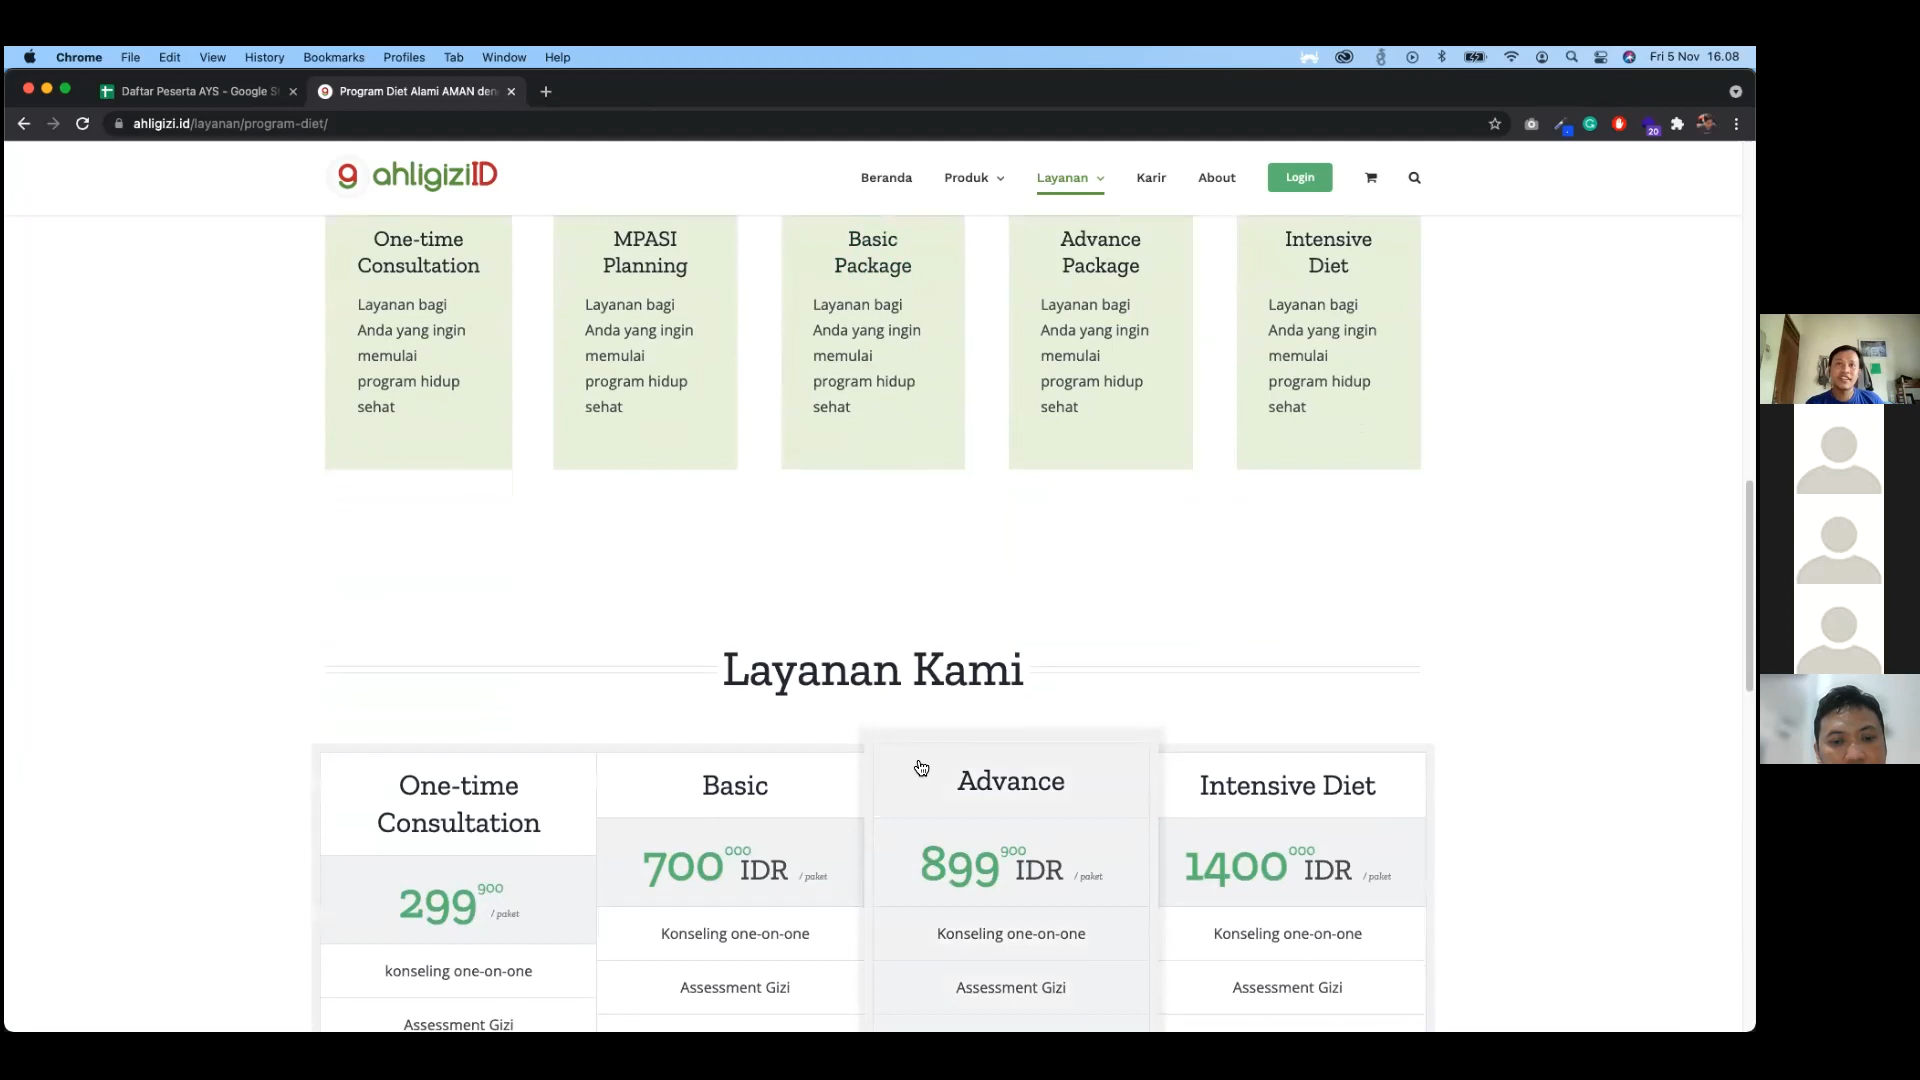 Chrome File Edit View History Bookmarks Profiles Tab Window Help Fri 5 Nov 16.08
Daftar Peserta AYS - Google S
Program Diet Alami AMAN den
ahligizi.id/layanan/program-diet/
20
g ahligiziID
Beranda Produk Layanan Karir About Login
One-time
Consultation
Layanan bagi
Anda yang ingin
memulai
program hidup
sehat
MPASI
Planning
Layanan bagi
Anda yang ingin
memulai
program hidup
sehat
Basic
Package
Layanan bagi
Anda yang ingin
memulai
program hidup
sehat
Advance
Package
Layanan bagi
Anda yang ingin
memulai
program hidup
sehat
Intensive
Diet
Layanan bagi
Anda yang ingin
memulai
program hidup
sehat
Layanan Kami
One-time
Consultation
299 900 / paket
konseling one-on-one
Assessment Gizi
Basic
700 000 IDR / paket
Konseling one-on-one
Assessment Gizi
Advance
899 900 IDR / paket
Konseling one-on-one
Assessment Gizi
Intensive Diet
1400 000 IDR / paket
Konseling one-on-one
Assessment Gizi